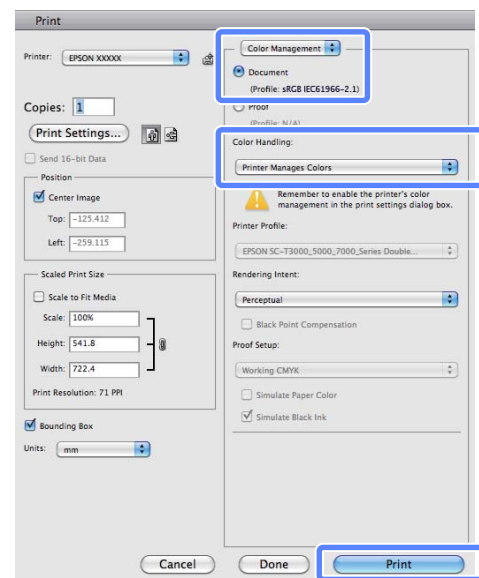 Print
Printer: EPSON XXXXX
Copies: 1
Print Settings...
Send 16-bit Data
Position
Center Image
Top: -125.412
Left: -259.115
Scaled Print Size
Scale to Fit Media
Scale: 100%
Height: 541.8
Width: 722.4
Print Resolution: 71 PPI
Bounding Box
Units: mm
Color Management
Document
(Profile: sRGB IEC61966-2.1)
Proof
(Profile: N/A)
Color Handling:
Printer Manages Colors
Remember to enable the printer's color
management in the print settings dialog box.
Printer Profile:
EPSON SC-T3000_5000_7000_Series Double...
Rendering Intent:
Perceptual
Black Point Compensation
Proof Setup:
Working CMYK
Simulate Paper Color
Simulate Black Ink
Cancel
Done
Print